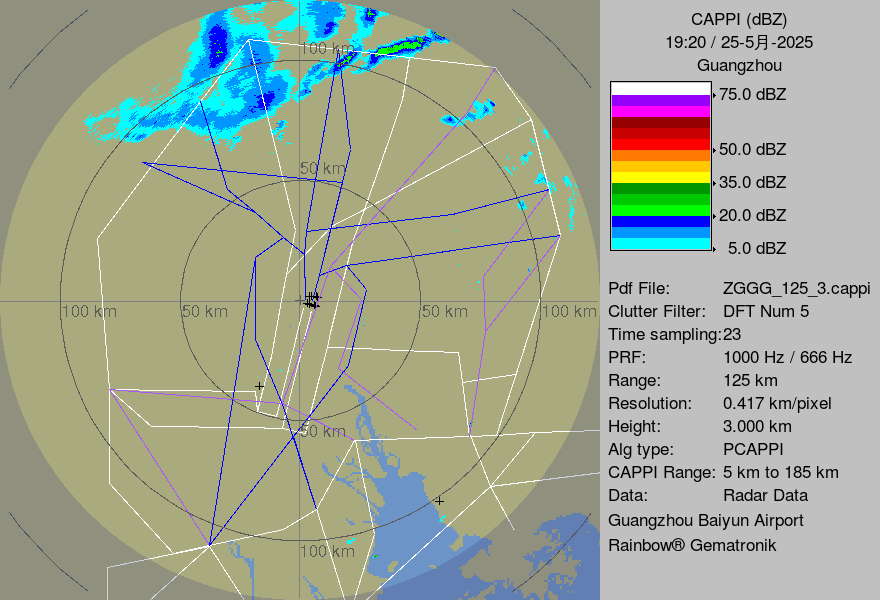 CAPPI (dBZ)
19:20 / 25-5月-2025
Guangzhou
75.0 dBZ
50.0 dBZ
35.0 dBZ
20.0 dBZ
5.0 dBZ
Pdf File: ZGGG_125_3.cappi
Clutter Filter: DFT Num 5
Time sampling:23
PRF: 1000 Hz / 666 Hz
Range: 125 km
Resolution: 0.417 km/pixel
Height: 3.000 km
Alg type: PCAPPI
CAPPI Range: 5 km to 185 km
Data: Radar Data
Guangzhou Baiyun Airport
Rainbow® Gematronik
100 km
50 km
100 km 50 km 50 km 100 km
50 km
100 km